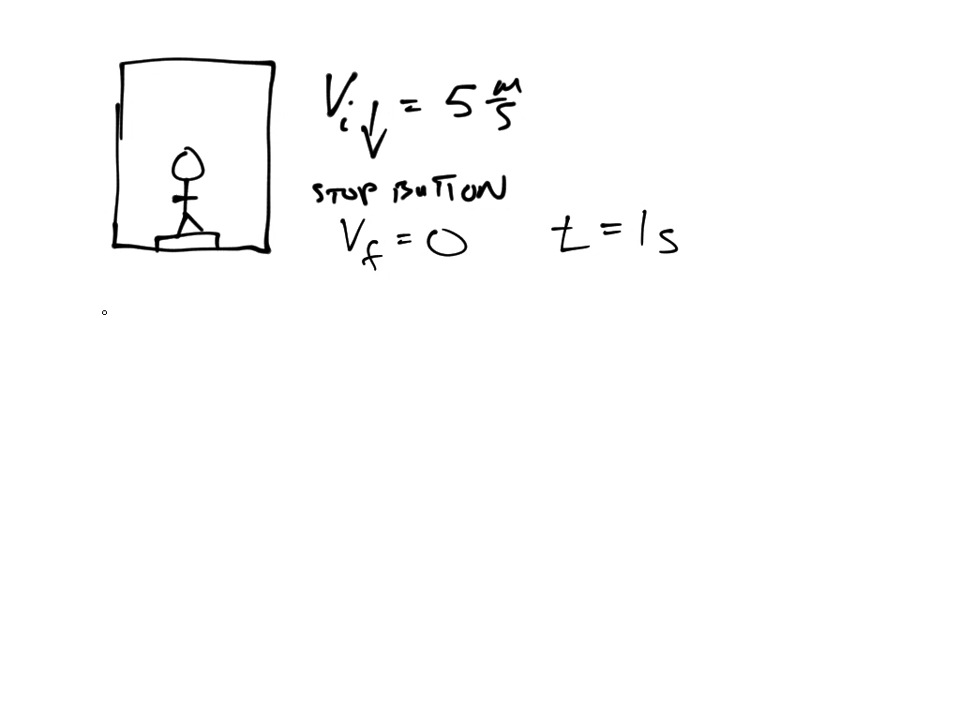 Vi↓ = 5 m/s
STOP BUTTON
Vf = 0 t = 1s